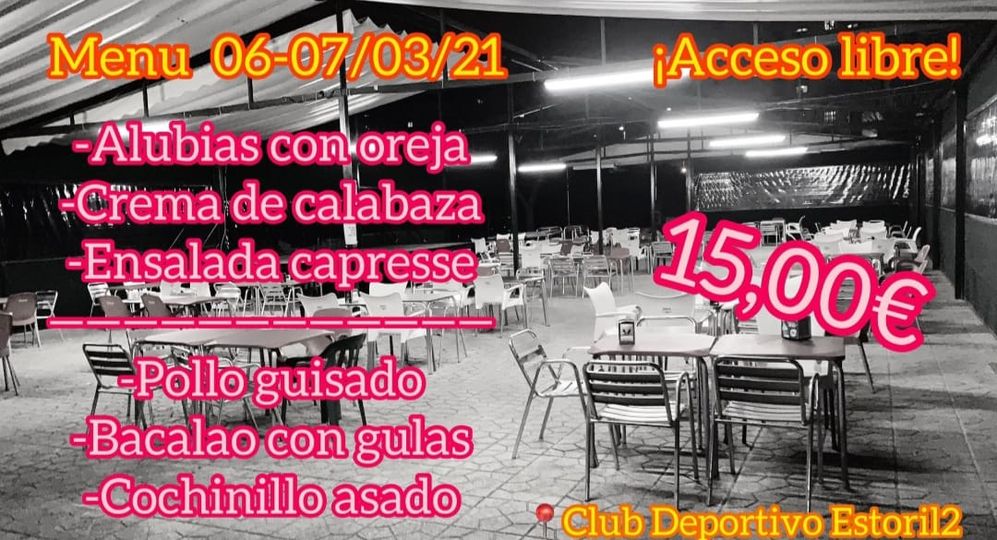 Menu 06-07/03/21
¡Acceso libre!
-Alubias con oreja
-Crema de calabaza
-Ensalada capresse
15,00€
-Pollo guisado
-Bacalao con gulas
-Cochinillo asado
Club Deportivo Estoril2